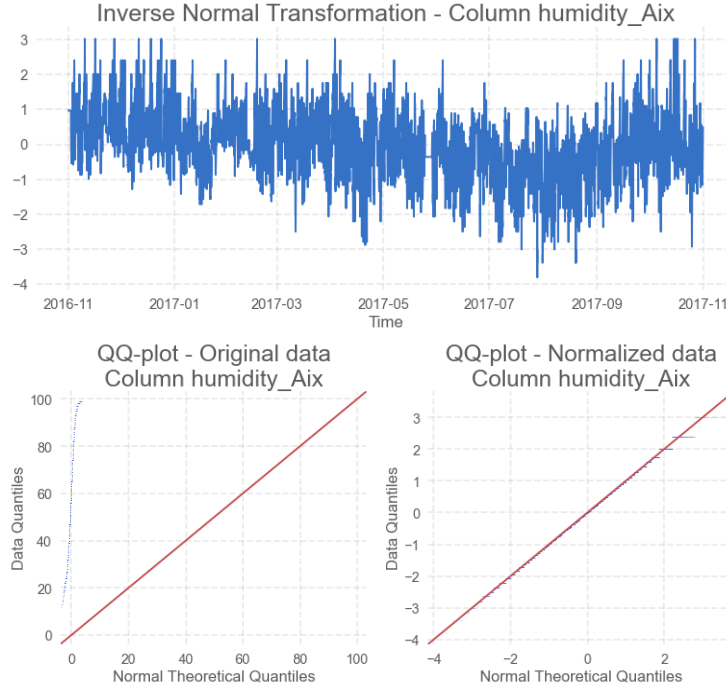 Inverse Normal Transformation - Column humidity_Aix
3
2
1
0
−1
−2
−3
−4
2016-11 2017-01 2017-03 2017-05 2017-07 2017-09 2017-11
Time
QQ-plot - Original data
Column humidity_Aix
100
80
60
40
20
0
Data Quantiles
0 20 40 60 80 100
Normal Theoretical Quantiles
QQ-plot - Normalized data
Column humidity_Aix
3
2
1
0
−1
−2
−3
−4
Data Quantiles
−4 −2 0 2
Normal Theoretical Quantiles